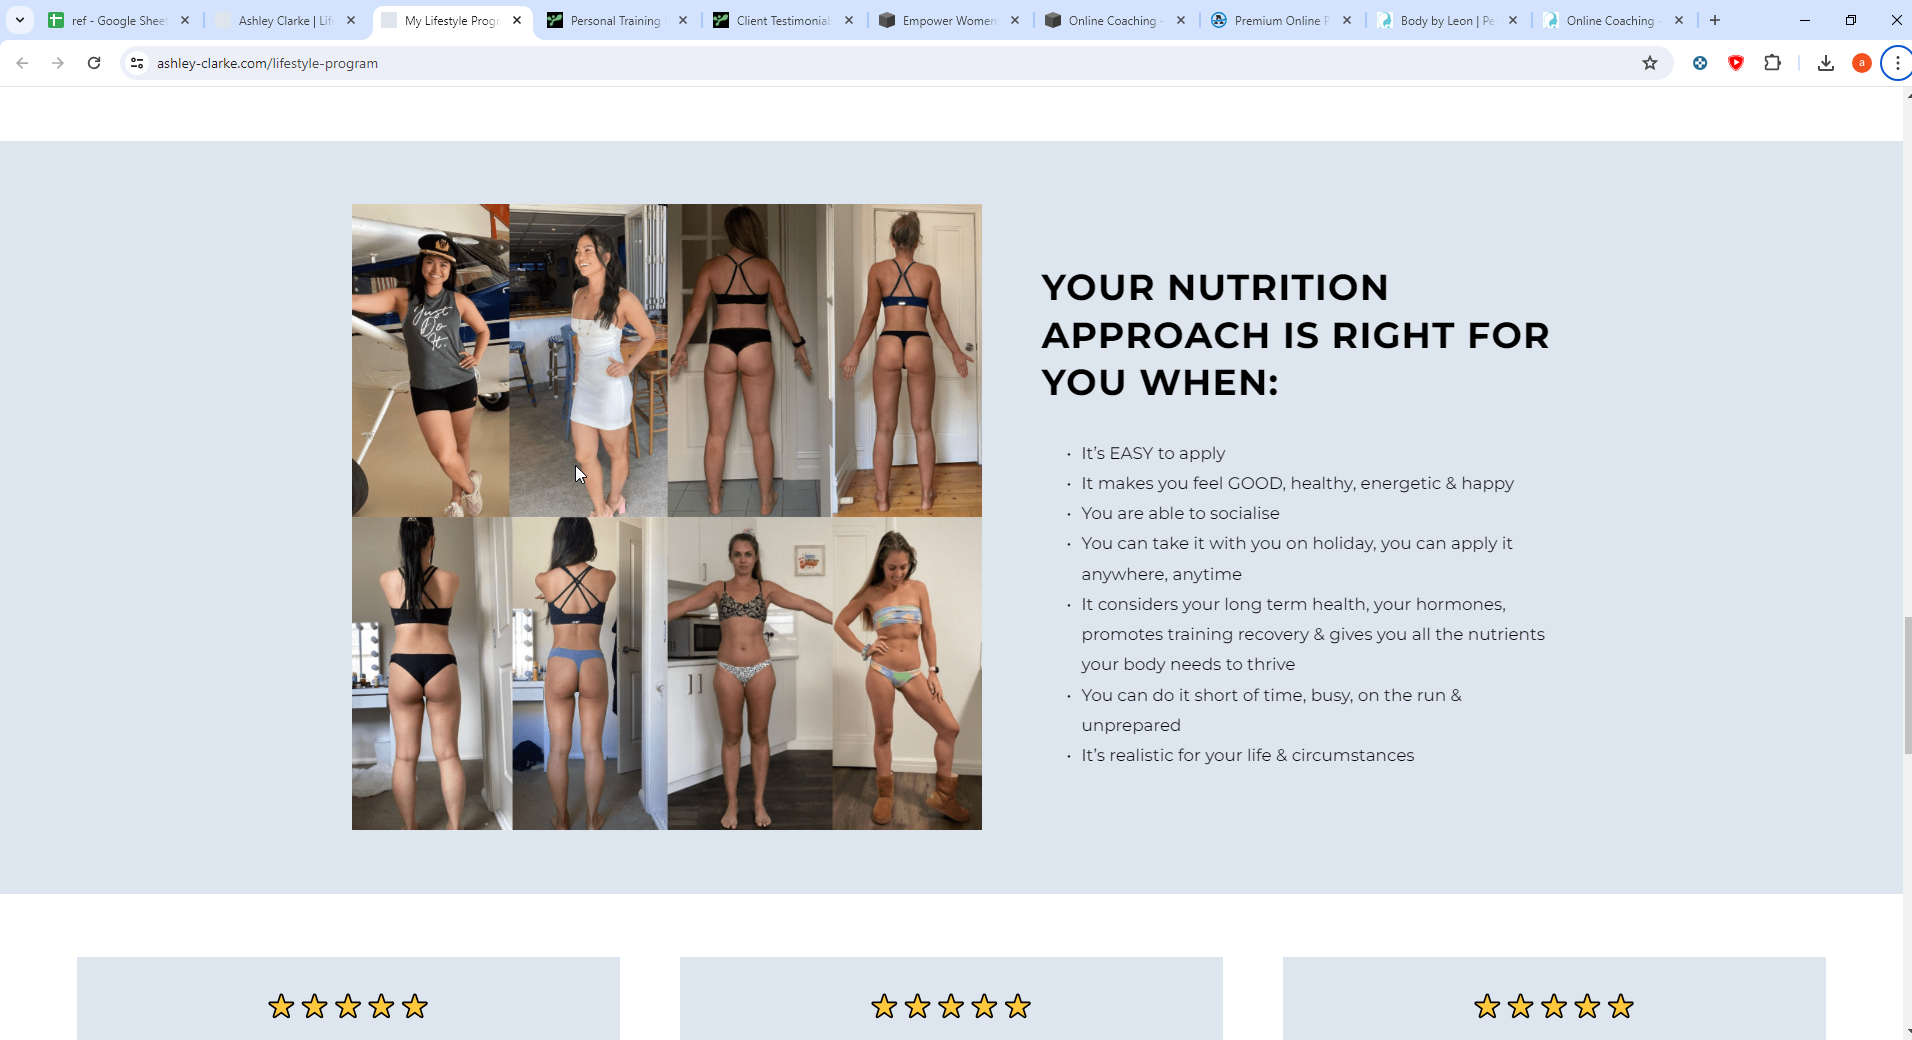 ref - Google Shee
Ashley Clarke | Lif
My Lifestyle Progr
Personal Training
Client Testimonial
Empower Women
Online Coaching -
Premium Online P
Body by Leon | Pe
Online Coaching -
ashley-clarke.com/lifestyle-program
a
Just
Do
It.
YOUR NUTRITION
APPROACH IS RIGHT FOR
YOU WHEN:
• It's EASY to apply
• It makes you feel GOOD, healthy, energetic & happy
• You are able to socialise
• You can take it with you on holiday, you can apply it
anywhere, anytime
• It considers your long term health, your hormones,
promotes training recovery & gives you all the nutrients
your body needs to thrive
• You can do it short of time, busy, on the run &
unprepared
• It's realistic for your life & circumstances